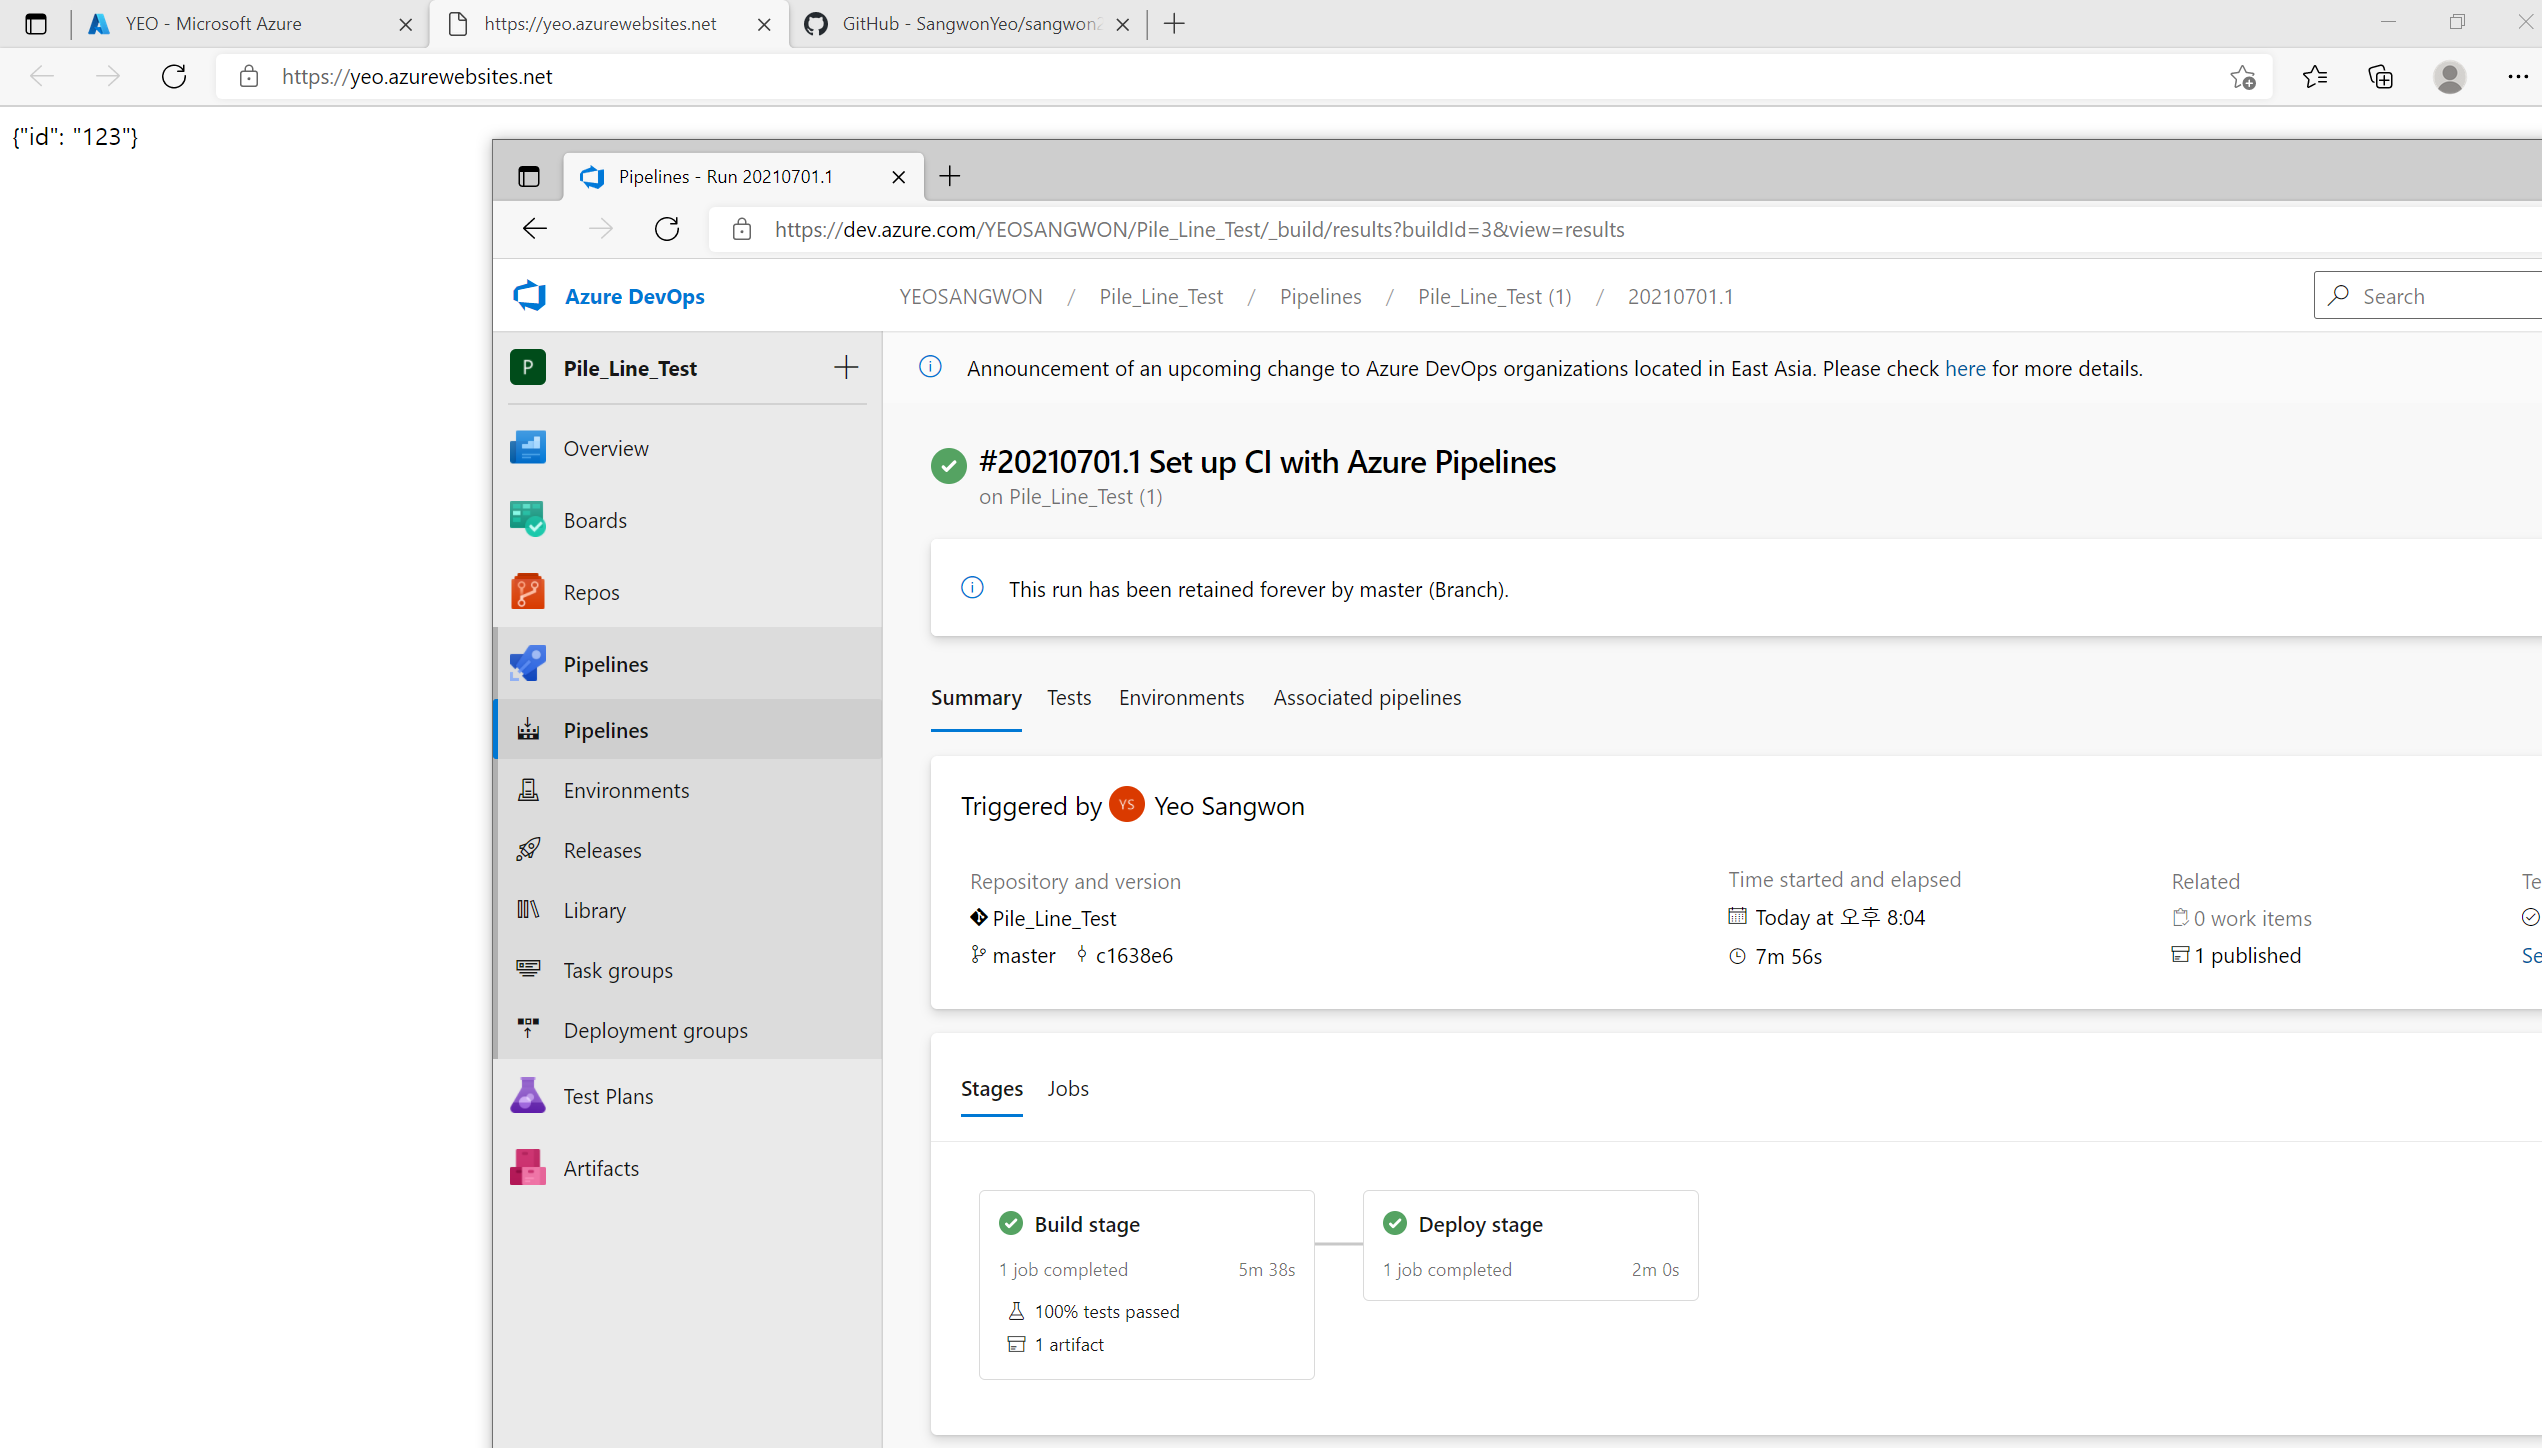 YEO - Microsoft Azure
https://yeo.azurewebsites.net
GitHub - SangwonYeo/sangwon2
https://yeo.azurewebsites.net
{"id": "123"}
Pipelines - Run 20210701.1
https://dev.azure.com/YEOSANGWON/Pile_Line_Test/_build/results?buildId=3&view=results
Azure DevOps
YEOSANGWON / Pile_Line_Test / Pipelines / Pile_Line_Test (1) / 20210701.1
Search
P Pile_Line_Test
Overview
Boards
Repos
Pipelines
Pipelines
Environments
Releases
Library
Task groups
Deployment groups
Test Plans
Artifacts
Announcement of an upcoming change to Azure DevOps organizations located in East Asia. Please check here for more details.
#20210701.1 Set up CI with Azure Pipelines
on Pile_Line_Test (1)
This run has been retained forever by master (Branch).
Summary Tests Environments Associated pipelines
Triggered by YS Yeo Sangwon
Repository and version
Pile_Line_Test
master c1638e6
Time started and elapsed
Today at 오후 8:04
7m 56s
Related
0 work items
1 published
Te
Se
Stages Jobs
Build stage
1 job completed 5m 38s
100% tests passed
1 artifact
Deploy stage
1 job completed 2m 0s